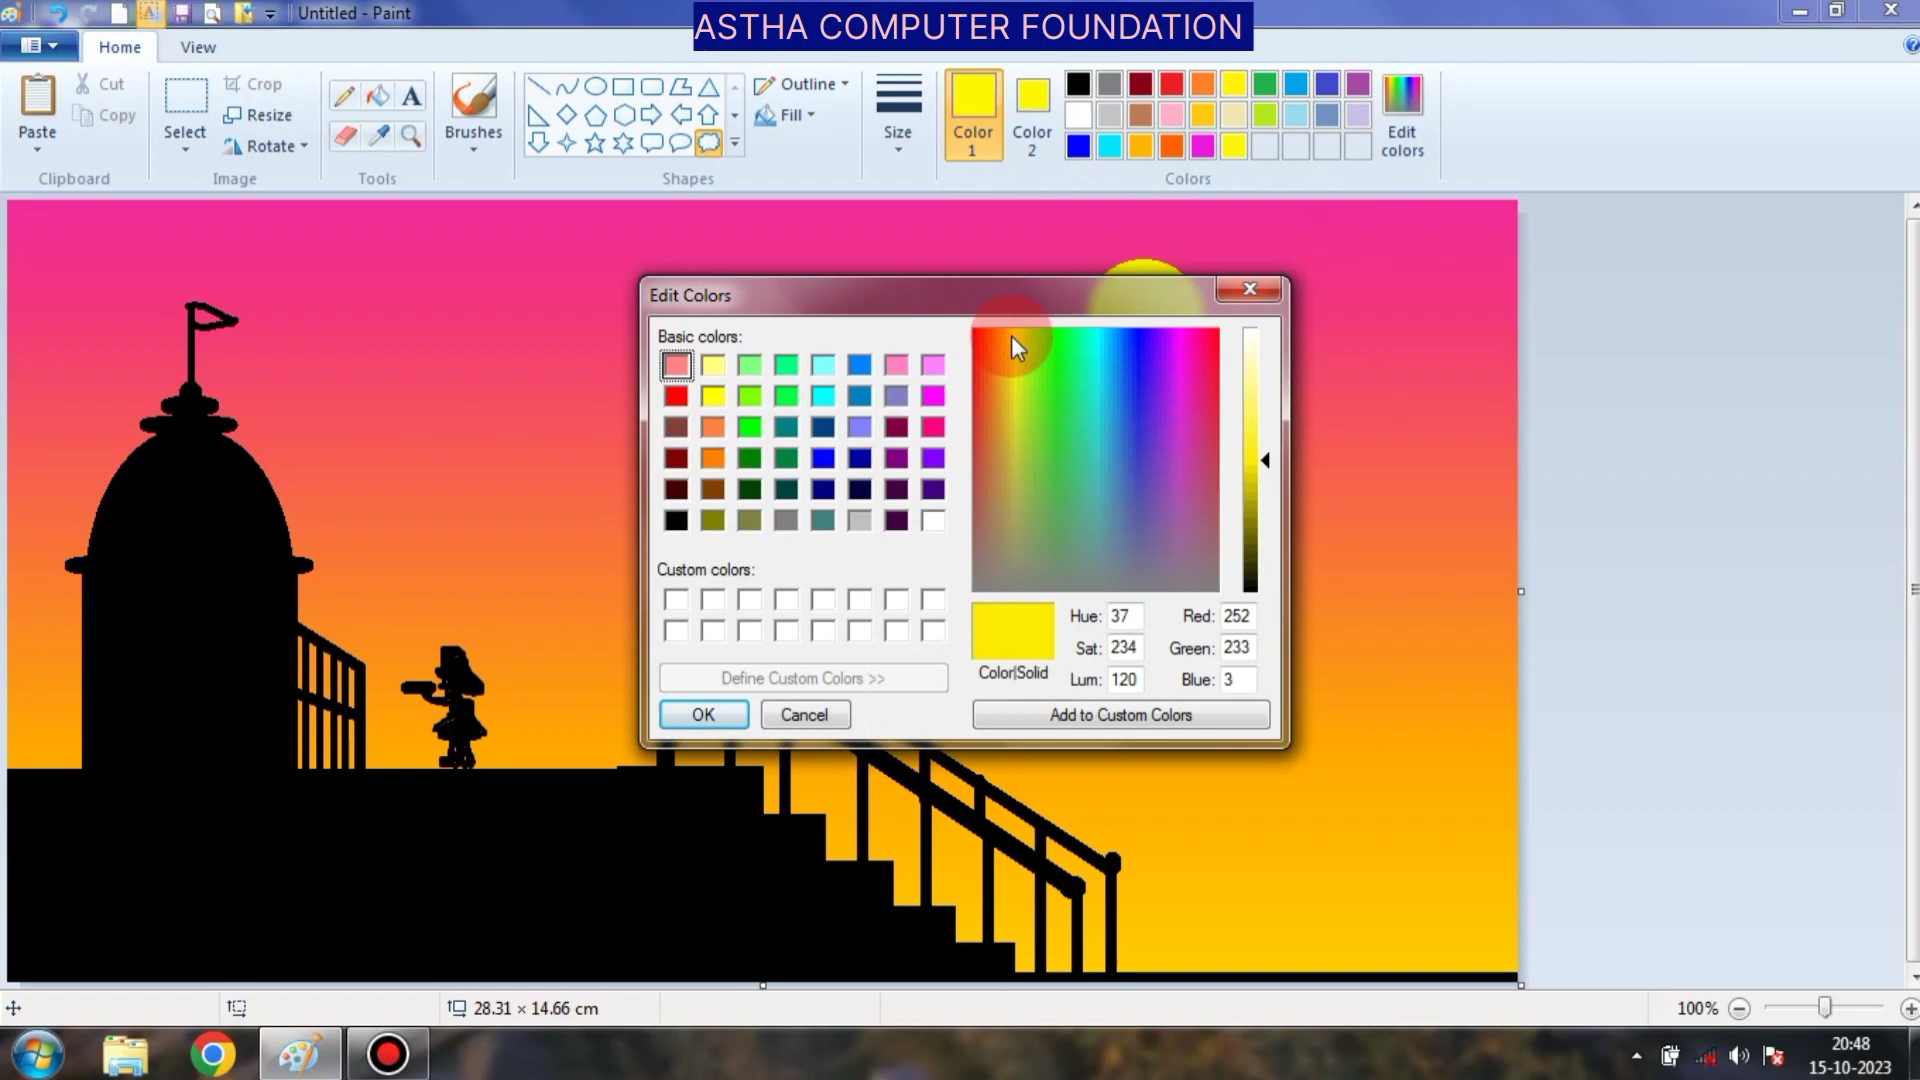 Untitled - Paint
ASTHA COMPUTER FOUNDATION
Home
View
Paste
Cut
Copy
Clipboard
Select
Crop
Resize
Rotate
Image
A
Tools
Brushes
Outline
Fill
Shapes
Size
Color 1
Color 2
Edit colors
Colors
Edit Colors
Basic colors:
Custom colors:
Define Custom Colors >>
OK
Cancel
Color|Solid
Hue: 37
Sat: 234
Lum: 120
Red: 252
Green: 233
Blue: 3
Add to Custom Colors
28.31 × 14.66 cm
100%
20:48
15-10-2023